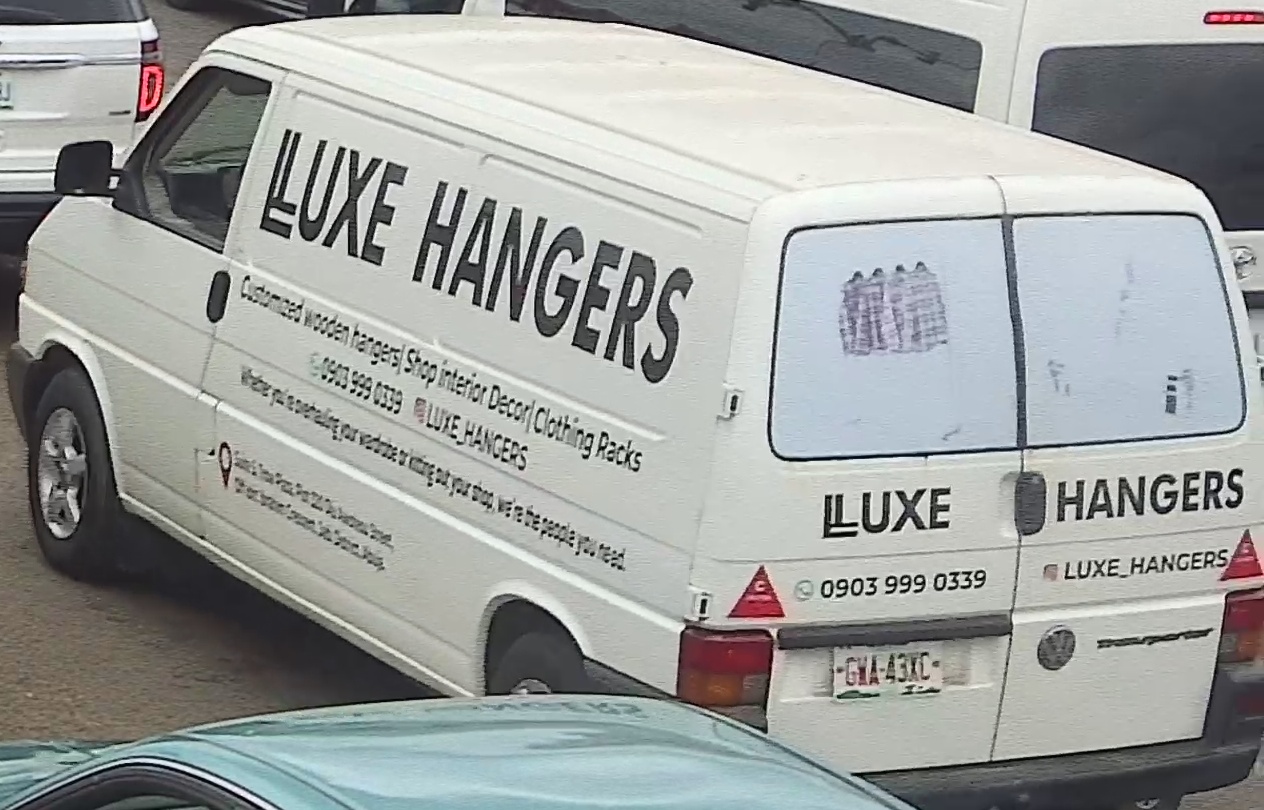 LUXE HANGERS
Customized wooden hangers| Shop interior Decor| Clothing Racks
0903 999 0339 LUXE_HANGERS
Whether you're overhauling your wardrobe or kitting out your shop, we're the people you need.
LUXE HANGERS
0903 999 0339 LUXE_HANGERS
Transporter
GWA-43XC